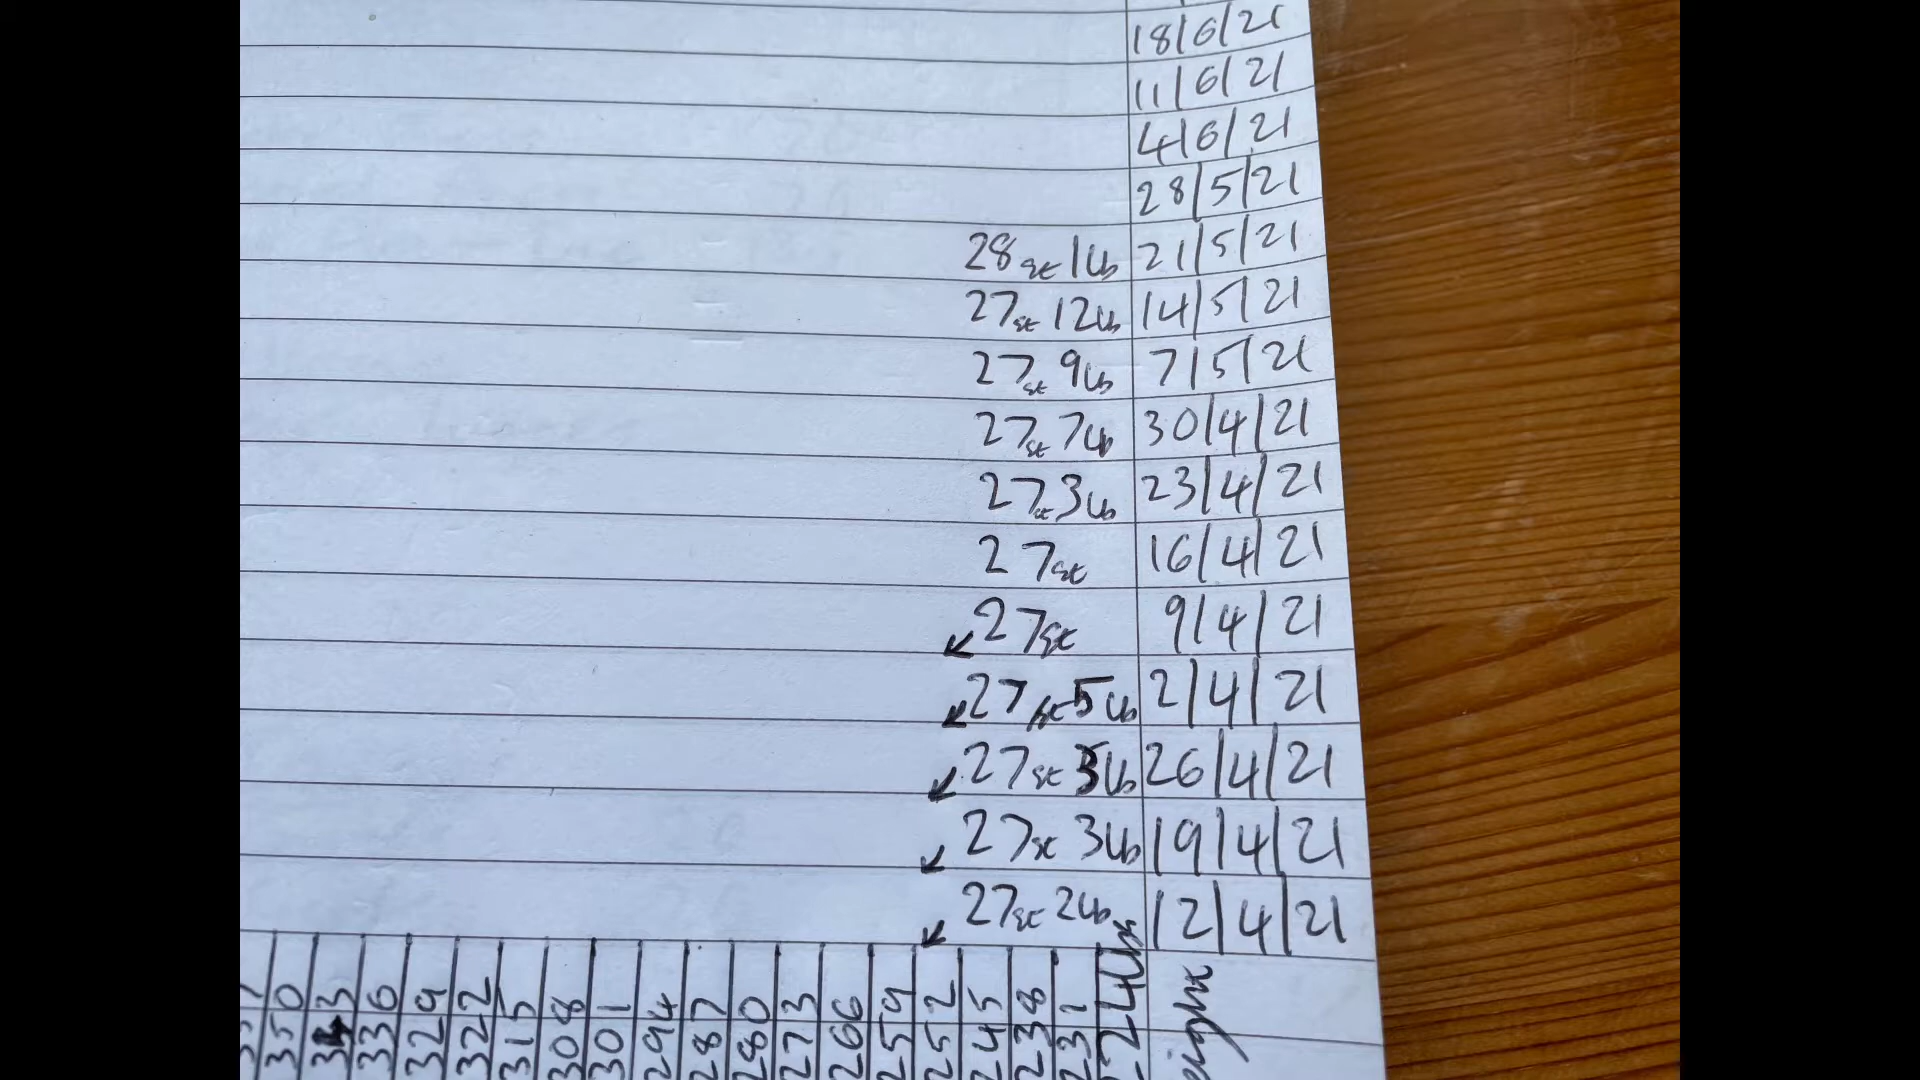 18/6/21
11/6/21
4/6/21
28/5/21
28st 1lb 21/5/21
27st 12lb 14/5/21
27st 9lb 7/5/21
27st 7lb 30/4/21
27st 3lb 23/4/21
27st 16/4/21
27st 9/4/21
27st 5lb 2/4/21
27st 3lb 26/4/21
27st 3lb 19/4/21
27st 2lb 12/4/21
350
343
336
329
322
315
308
301
294
287
280
273
266
259
252
245
238
231
224lbs